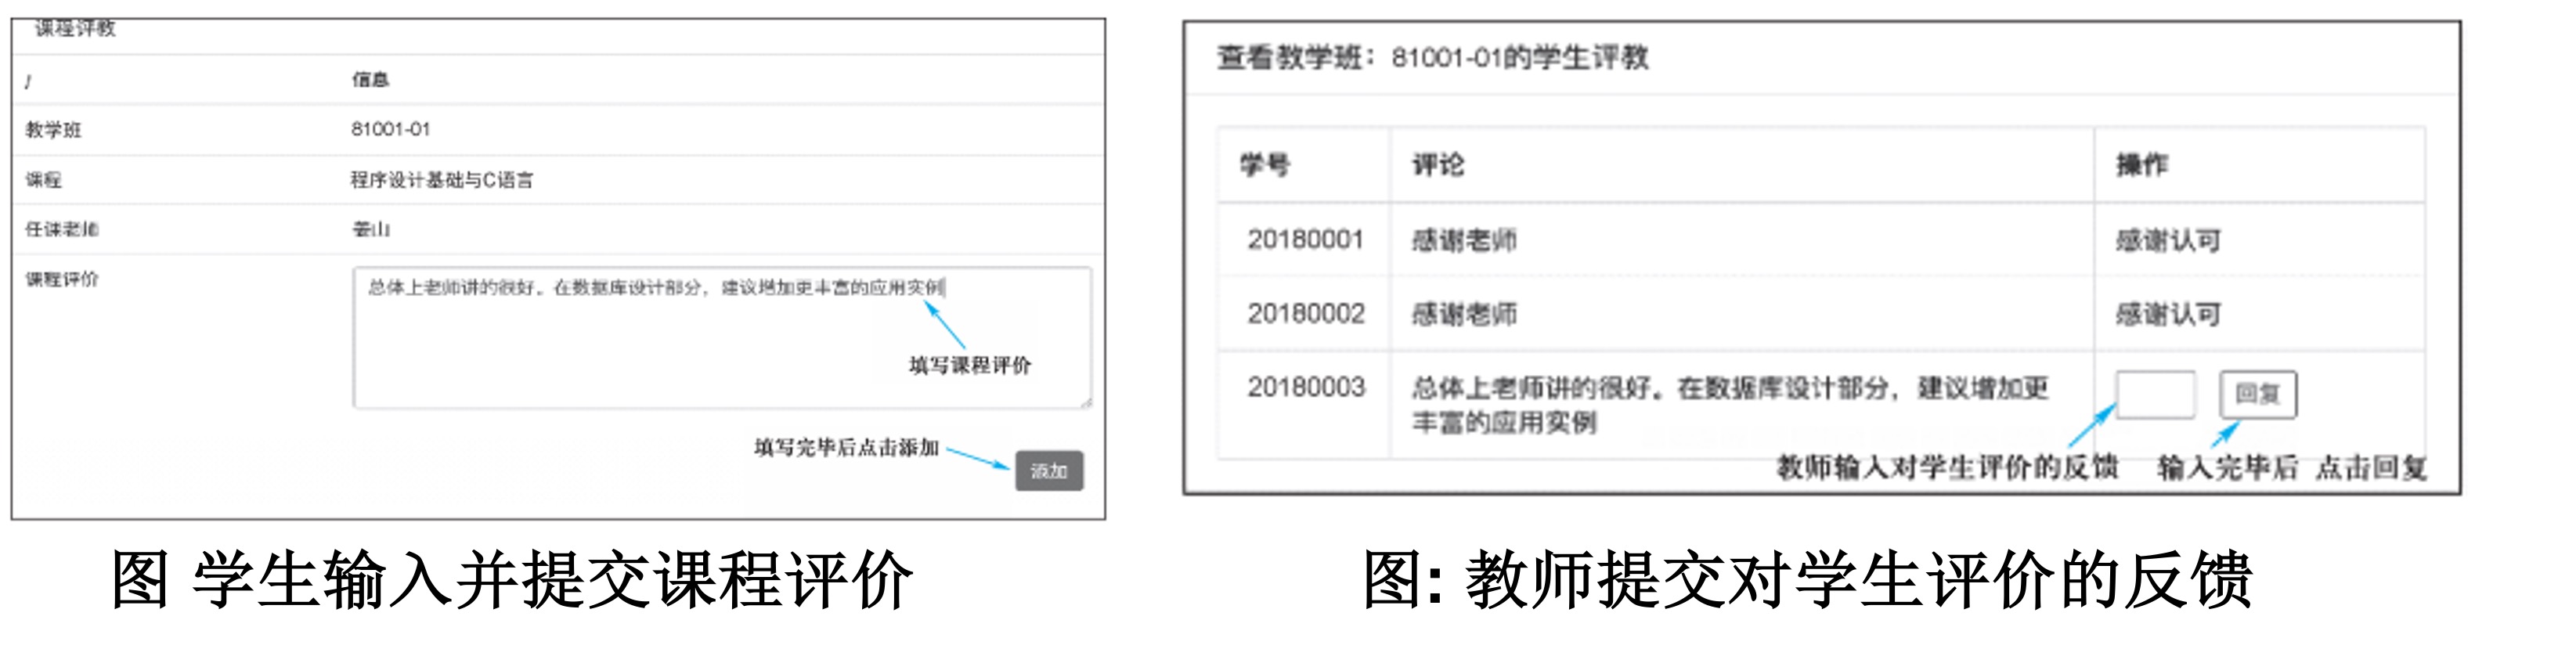 课程评教
信息
教学班 81001-01
课程 程序设计基础与C语言
任课老师 姜山
课程评价 总体上老师讲的很好。在数据库设计部分，建议增加更丰富的应用实例
填写课程评价
填写完毕后点击添加
添加
图 学生输入并提交课程评价
查看教学班：81001-01的学生评教
学号 评论 操作
20180001 感谢老师 感谢认可
20180002 感谢老师 感谢认可
20180003 总体上老师讲的很好。在数据库设计部分，建议增加更
丰富的应用实例
回复
教师输入对学生评价的反馈 输入完毕后 点击回复
图: 教师提交对学生评价的反馈